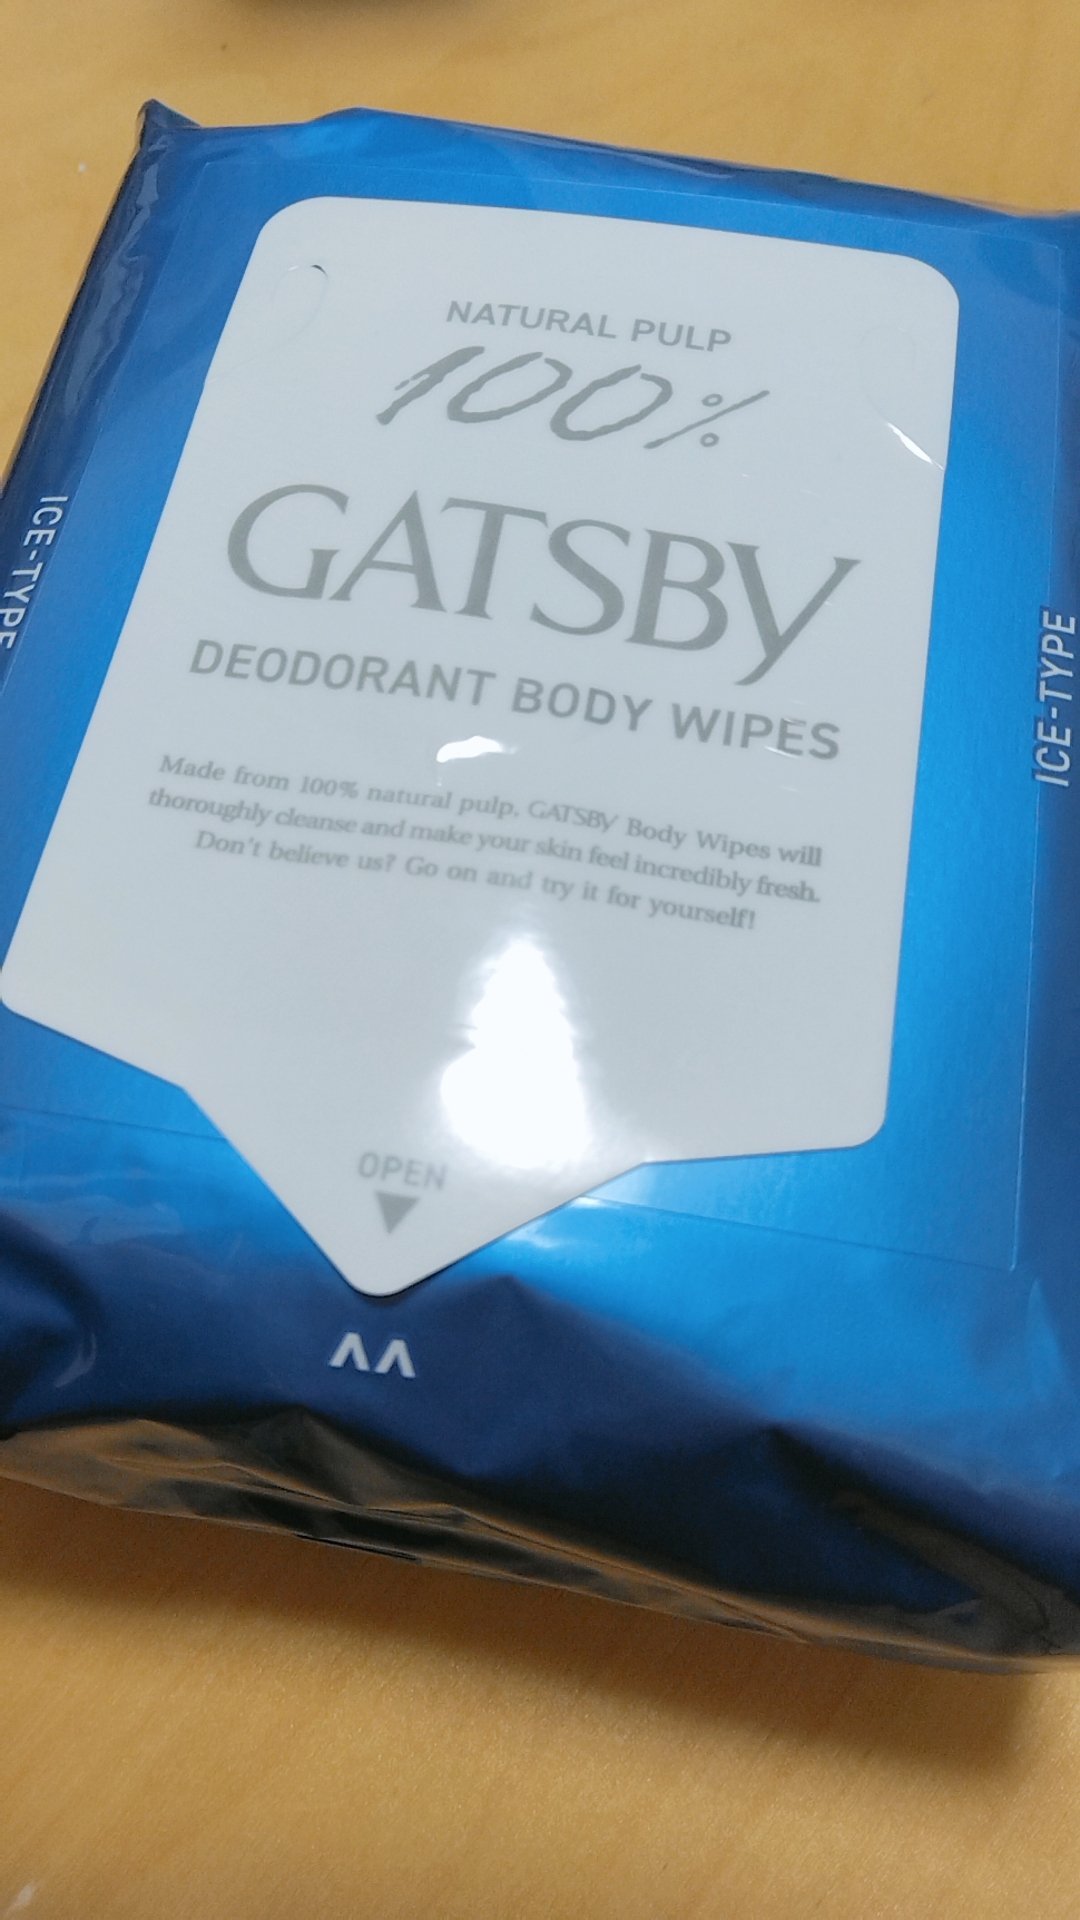 NATURAL PULP
100%
GATSBY
DEODORANT BODY WIPES
Made from 100% natural pulp, GATSBY Body Wipes will
thoroughly cleanse and make your skin feel incredibly fresh.
Don't believe us? Go on and try it for yourself!
OPEN
ICE-TYPE
ICE-TYPE